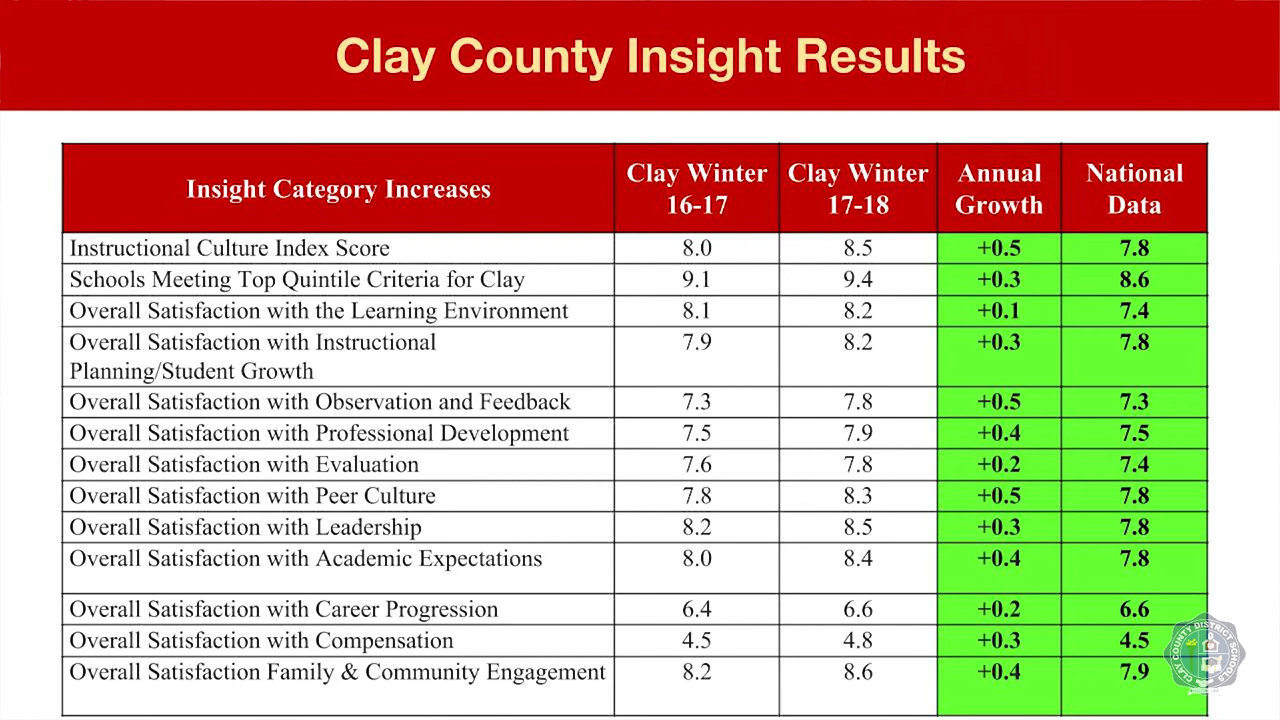 Clay County Insight Results
Insight Category Increases
Clay Winter
16-17
Clay Winter
17-18
Annual
Growth
National
Data
Instructional Culture Index Score 8.0 8.5 +0.5 7.8
Schools Meeting Top Quintile Criteria for Clay 9.1 9.4 +0.3 8.6
Overall Satisfaction with the Learning Environment 8.1 8.2 +0.1 7.4
Overall Satisfaction with Instructional 7.9 8.2 +0.3 7.8
Planning/Student Growth
Overall Satisfaction with Observation and Feedback 7.3 7.8 +0.5 7.3
Overall Satisfaction with Professional Development 7.5 7.9 +0.4 7.5
Overall Satisfaction with Evaluation 7.6 7.8 +0.2 7.4
Overall Satisfaction with Peer Culture 7.8 8.3 +0.5 7.8
Overall Satisfaction with Leadership 8.2 8.5 +0.3 7.8
Overall Satisfaction with Academic Expectations 8.0 8.4 +0.4 7.8
Overall Satisfaction with Career Progression 6.4 6.6 +0.2 6.6
Overall Satisfaction with Compensation 4.5 4.8 +0.3 4.5
Overall Satisfaction Family & Community Engagement 8.2 8.6 +0.4 7.9
CLAY COUNTY DISTRICT SCHOOLS